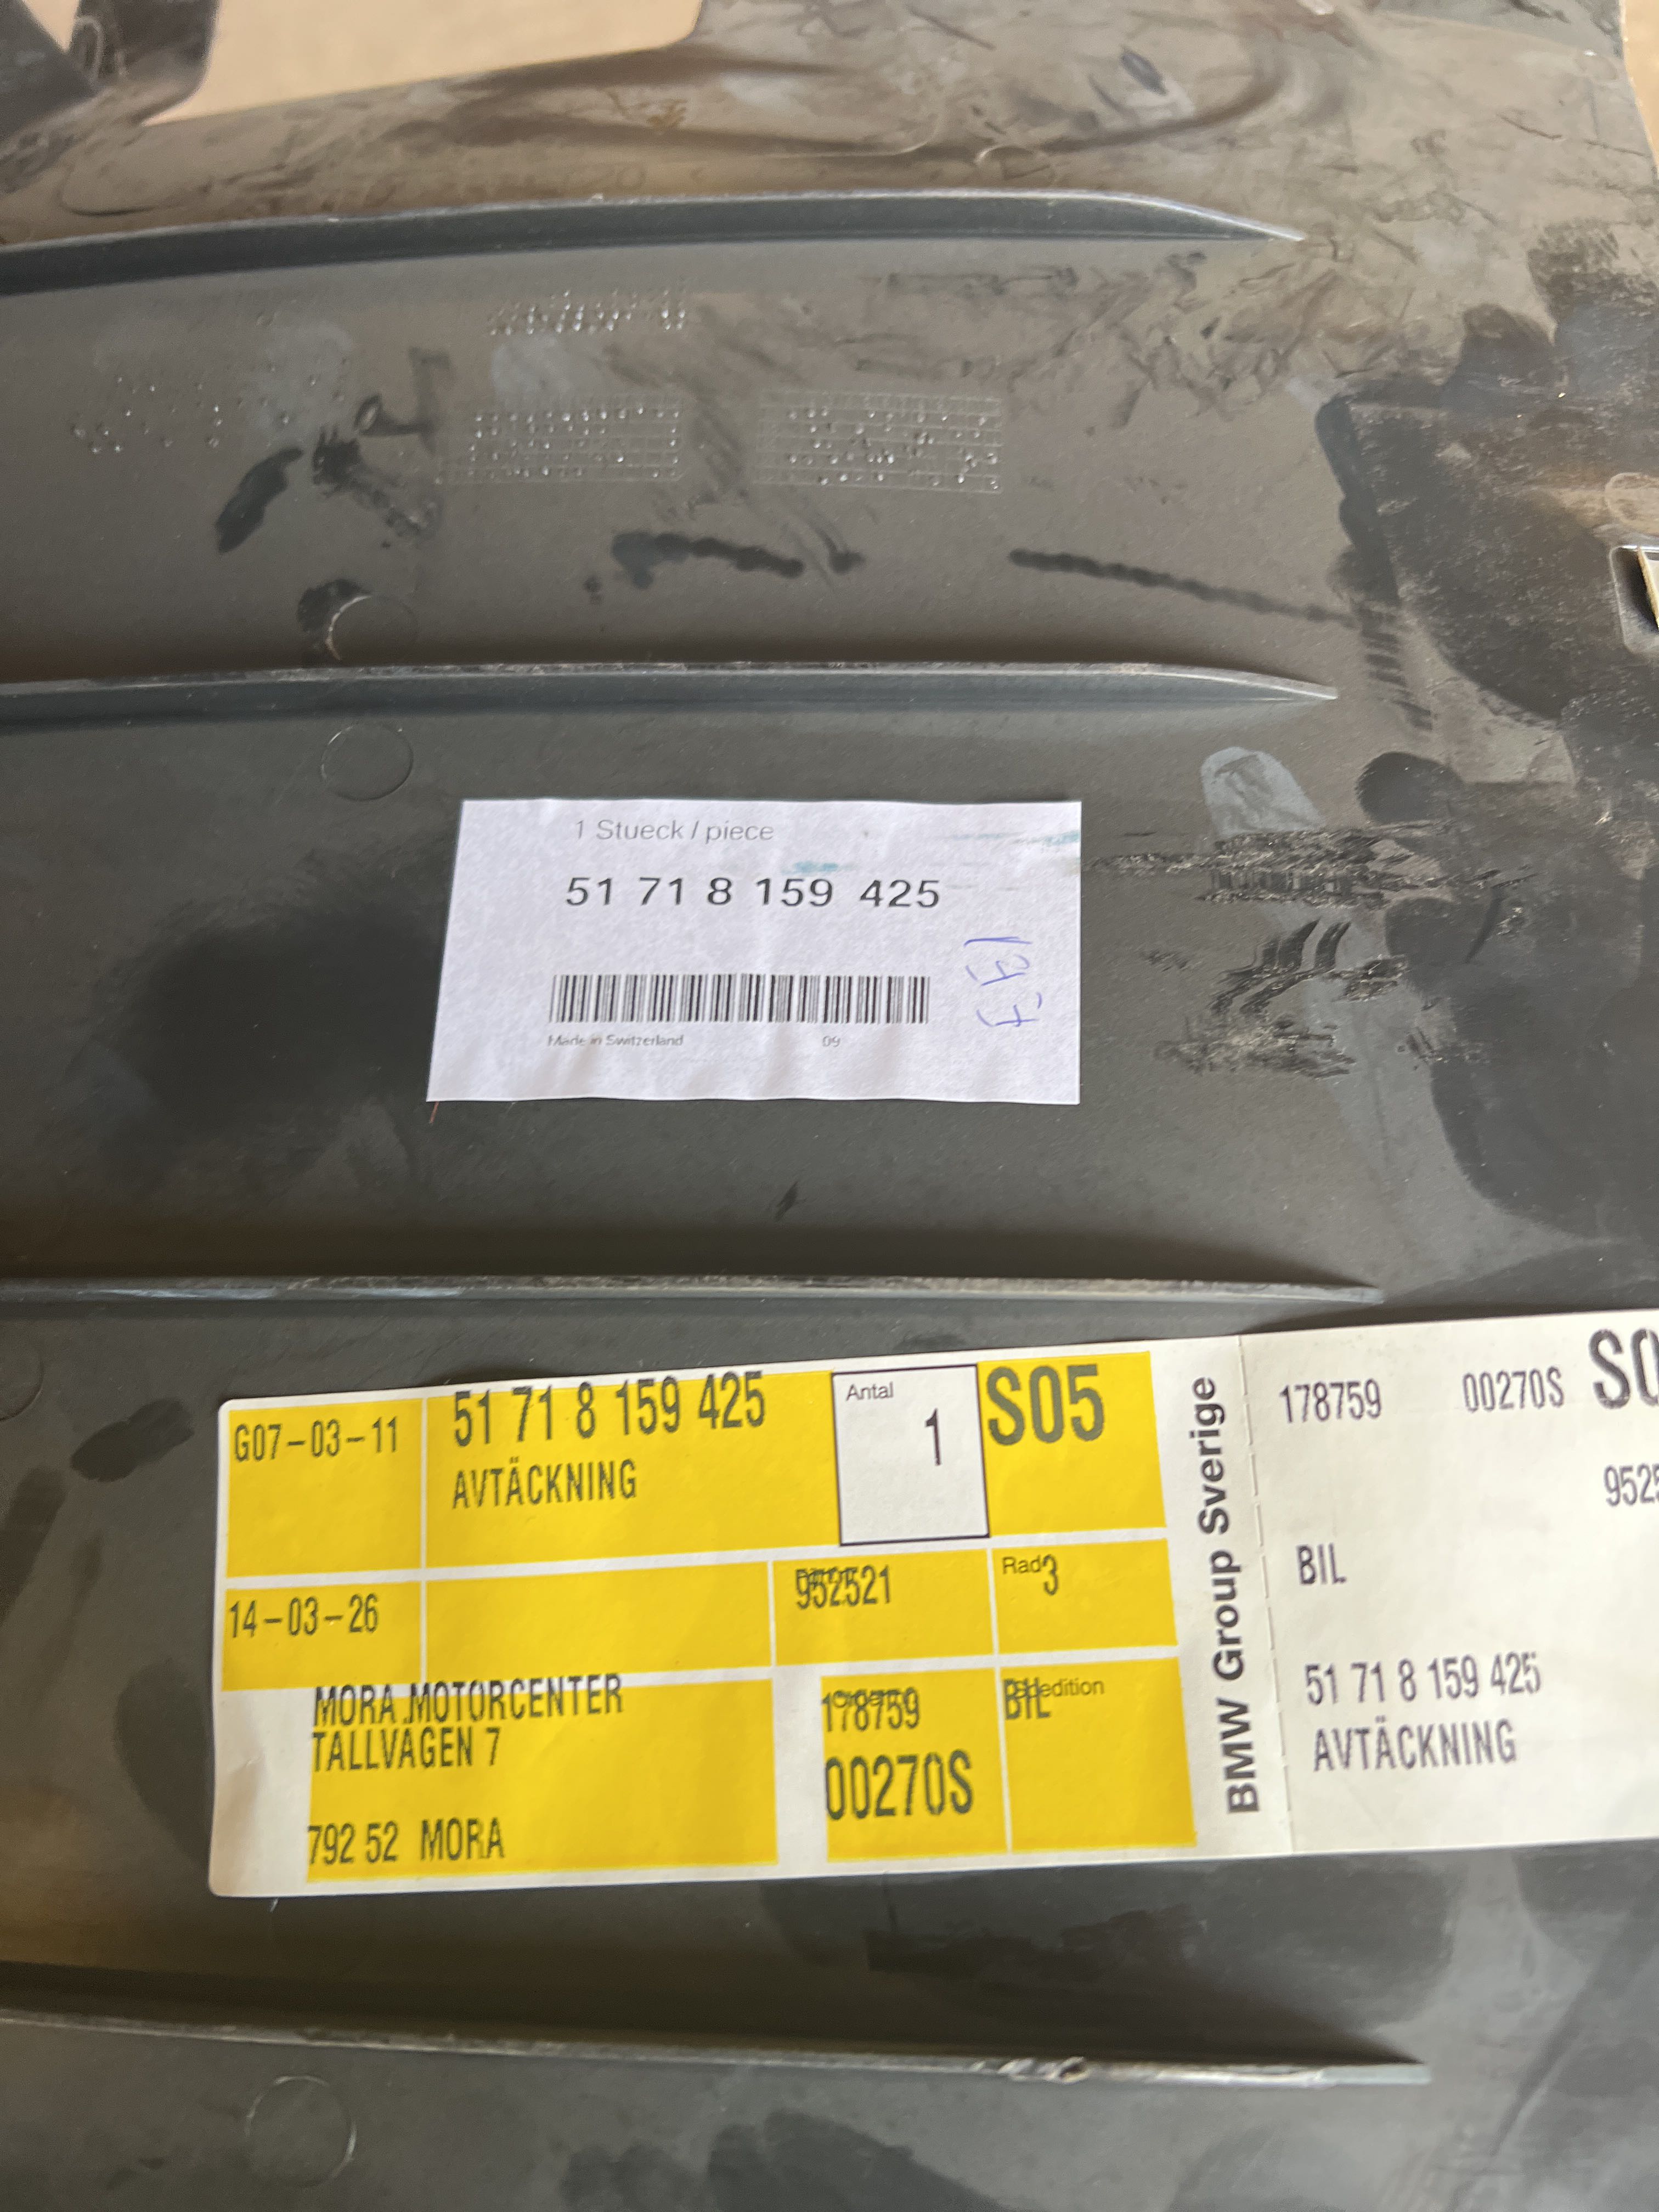 1 Stueck / piece
51 71 8 159 425
Made in Switzerland 09
G07-03-11
51 71 8 159 425
AVTÄCKNING
Antal
1
S05
14-03-26
952521
Rad
3
MORA MOTORCENTER
TALLVAGEN 7
792 52 MORA
178759
00270S
BIL
BMW Group Sverige
178759 00270S
BIL
51 71 8 159 425
AVTÄCKNING